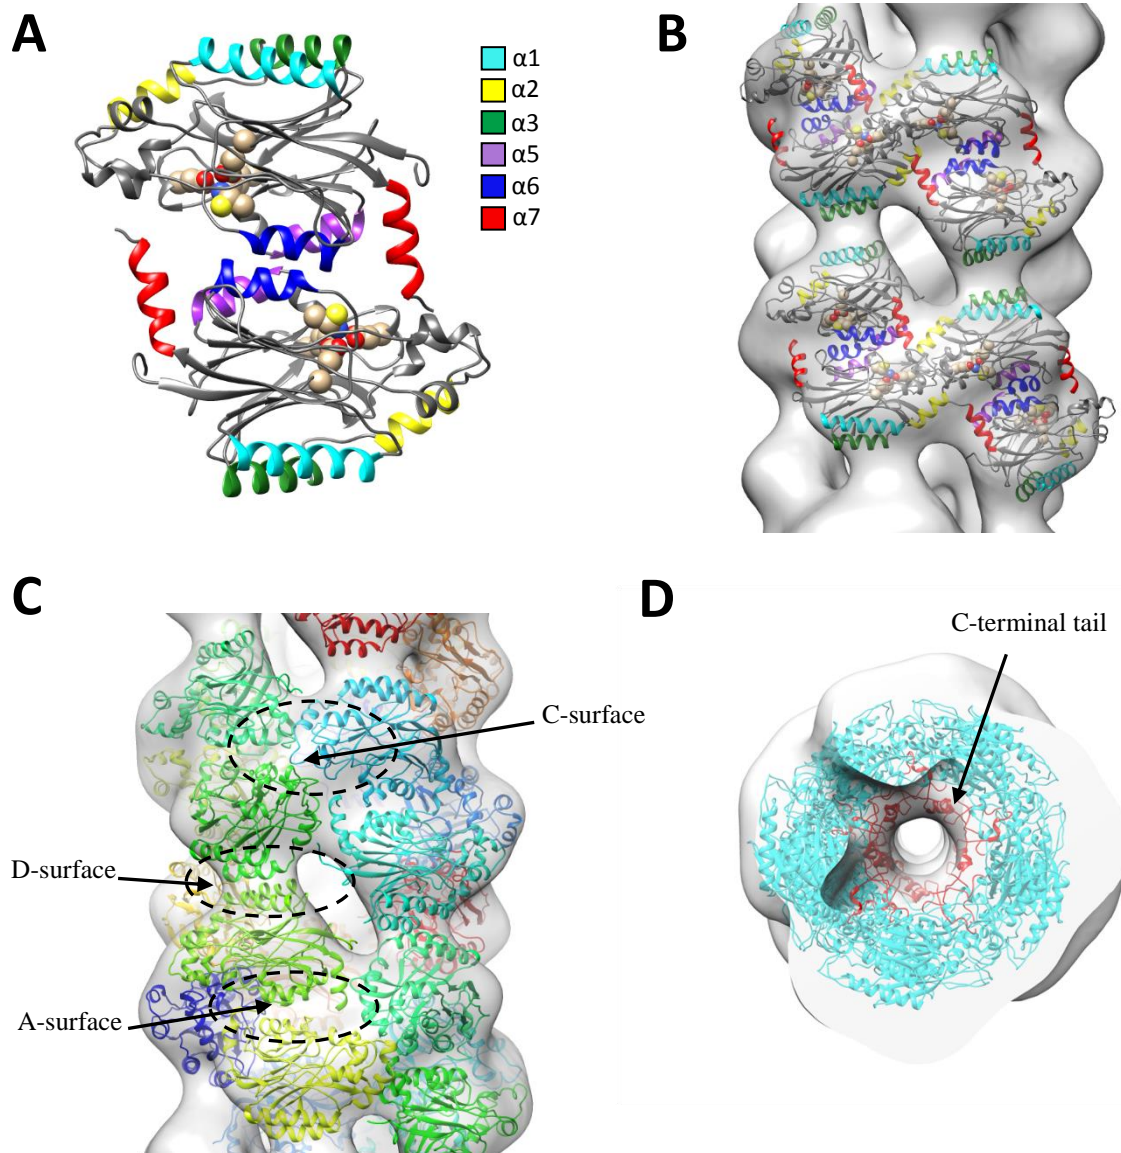 A
α1
α2
α3
α5
α6
α7
B
C
C-surface
D-surface
A-surface
D
C-terminal tail